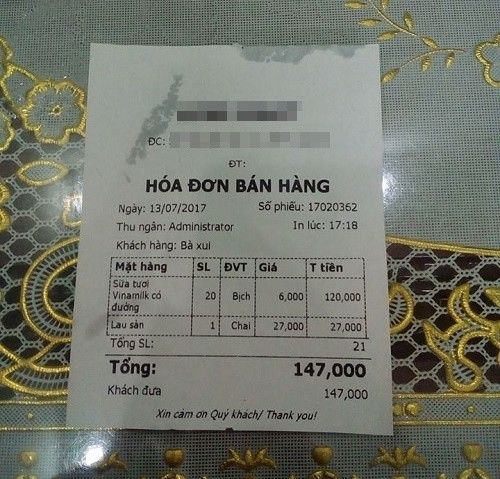 ĐC:
ĐT:
HÓA ĐƠN BÁN HÀNG
Ngày: 13/07/2017 Số phiếu: 17020362
Thu ngân: Administrator In lúc: 17:18
Khách hàng: Bà xui
Mặt hàng SL ĐVT Giá T tiền
Sữa tươi
Vinamilk có 20 Bịch 6,000 120,000
đường
Lau sàn 1 Chai 27,000 27,000
Tổng SL: 21
Tổng: 147,000
Khách đưa 147,000
Xin cảm ơn Quý khách/ Thank you!